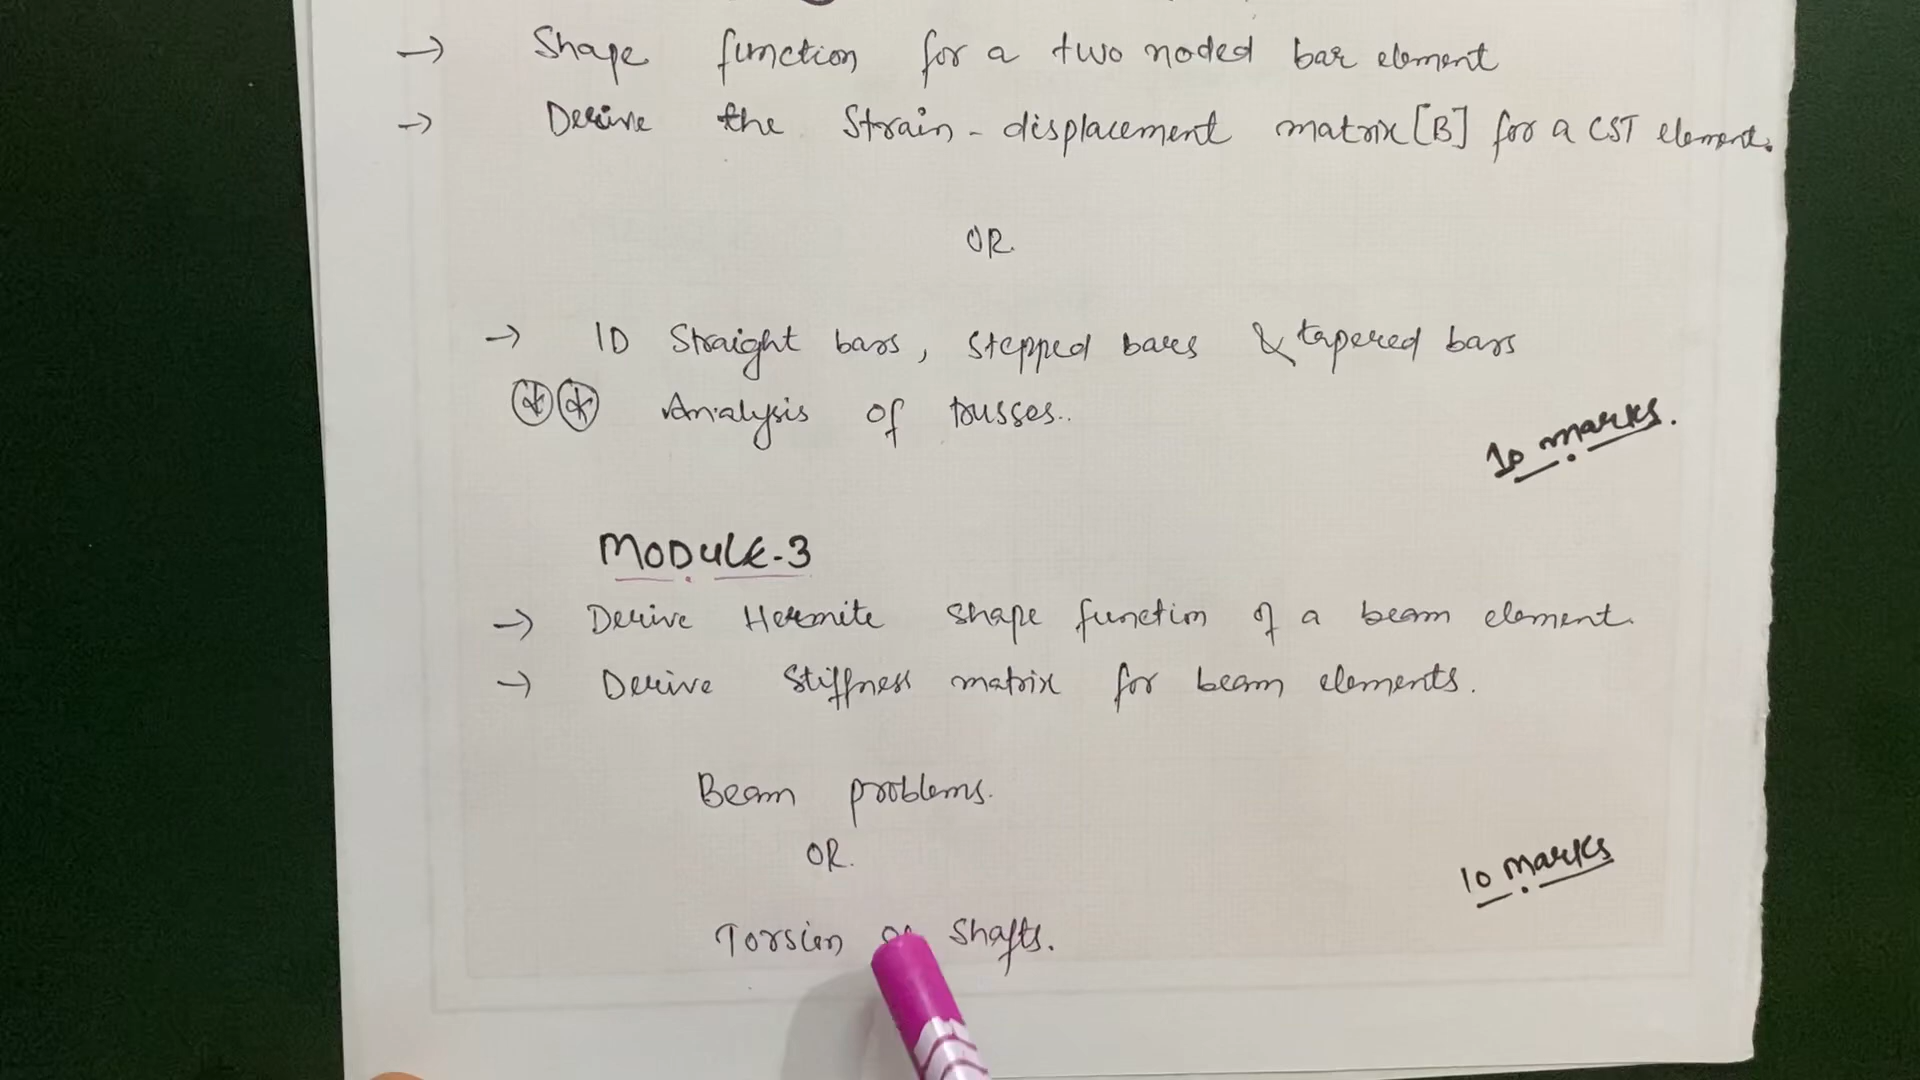 → Shape function for a two noded bar element
→ Derive the Strain - displacement matrix [B] for a CST element.
OR
→ 1D Straight bars, Stepped bars & tapered bars
Analysis of trusses..
10 marks.
MODULE-3
→ Derive Hermite shape function of a beam element.
→ Derive Stiffness matrix for beam elements.
Beam problems.
OR.
10 marks
Torsion Shafts.